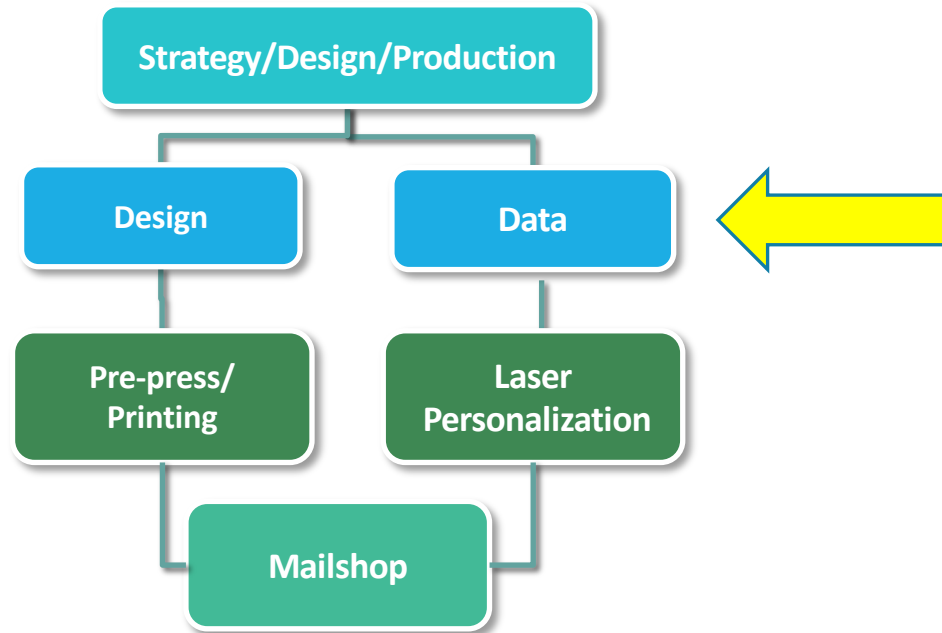 Strategy/Design/Production
Design
Data
Pre-press/
Printing
Laser
Personalization
Mailshop